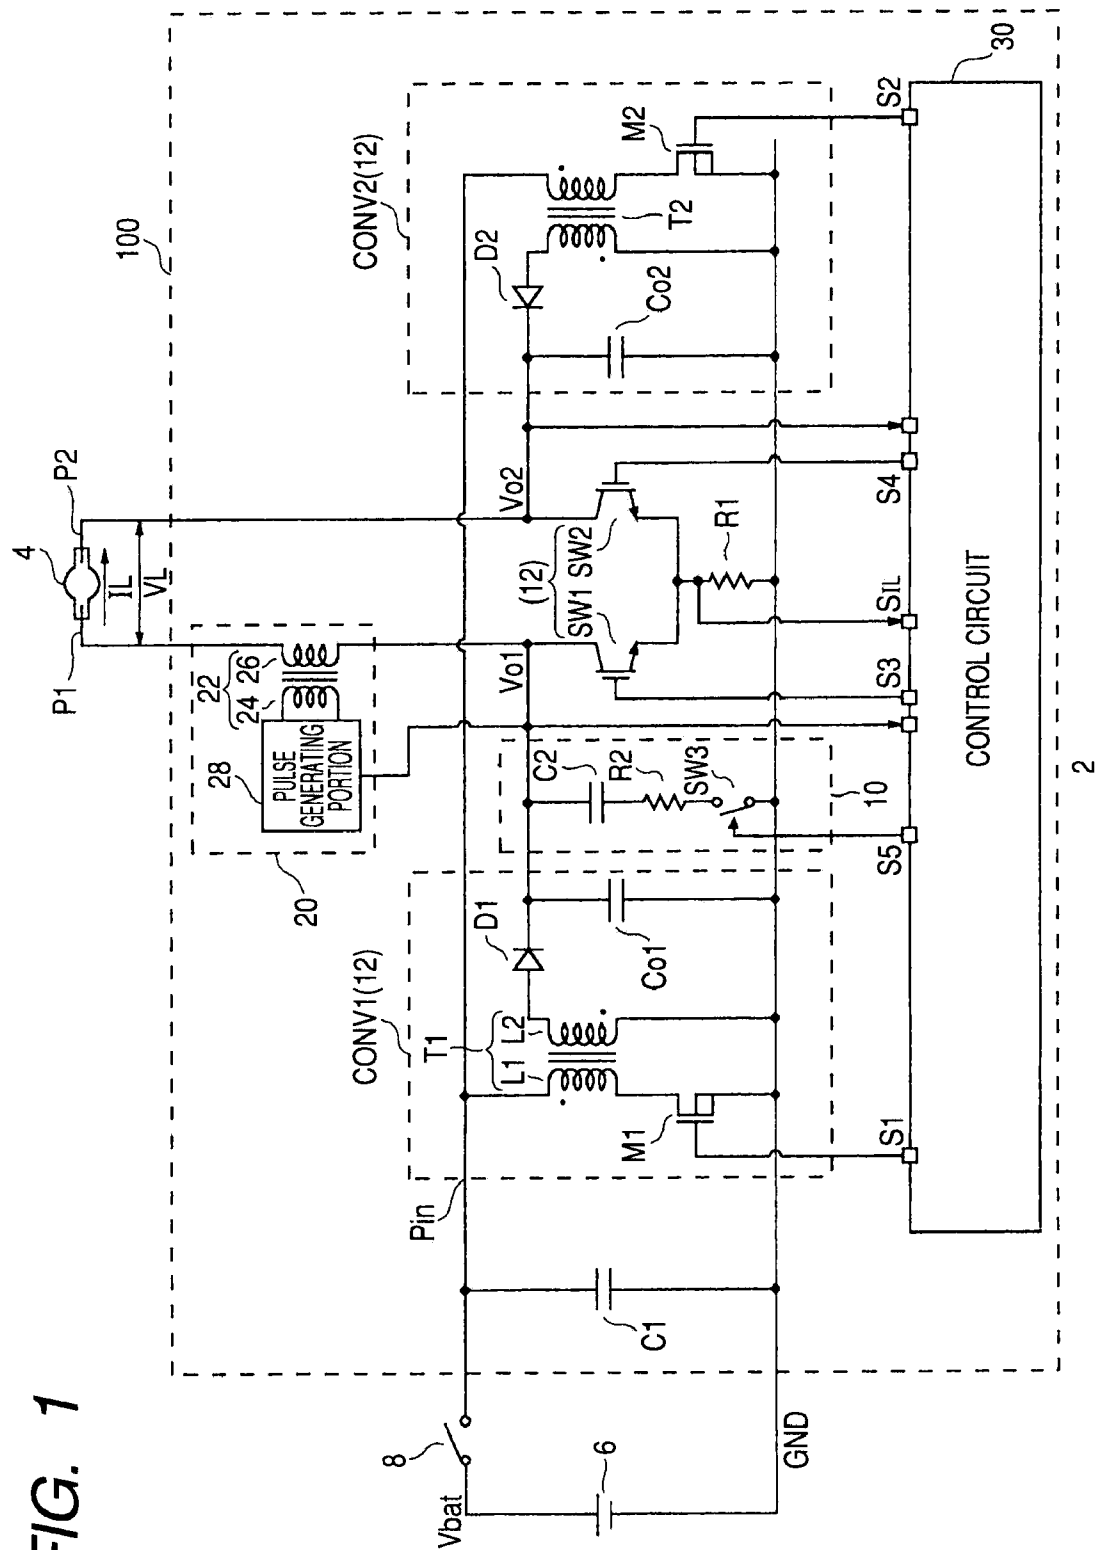 FIG. 1
100
2
P1
4
P2
IL
VL
22
24
26
28
PULSE
GENERATING
PORTION
20
CONV1(12)
CONV2(12)
T1
L1
L2
D1
Co1
M1
C2
R2
SW3
10
Vo1
Vo2
(12)
SW1
SW2
R1
D2
Co2
T2
M2
8
Vbat
6
GND
Pin
C1
S1
S5
S3
SIL
S4
S2
30
CONTROL CIRCUIT